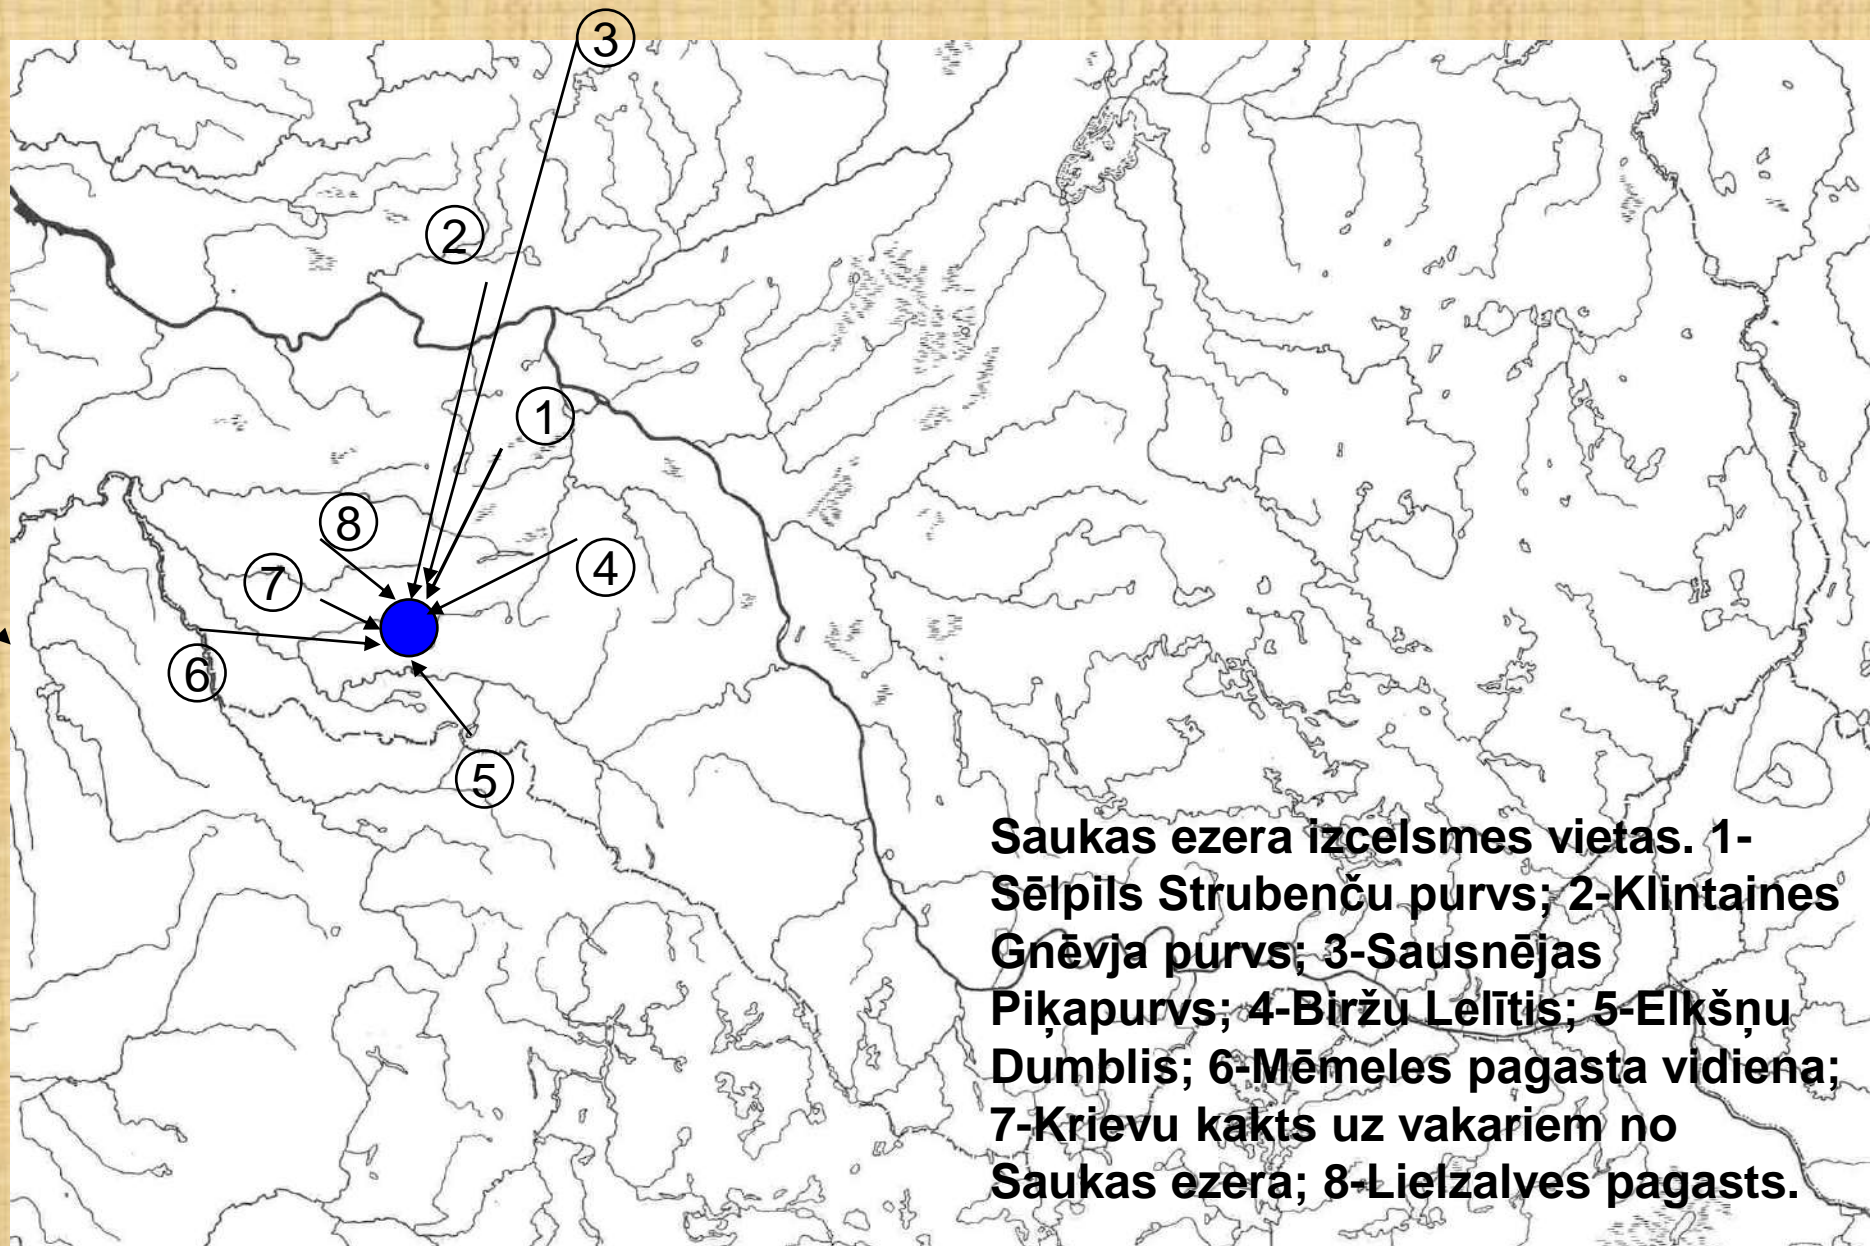 3
2
1
8
4
7
6
5
Saukas ezera izcelsmes vietas. 1-
Sēlpils Strubenču purvs; 2-Klintaines
Gnēvja purvs; 3-Sausnējas
Piķapurvs; 4-Biržu Lelītis; 5-Elkšņu
Dumblis; 6-Mēmeles pagasta vidiena;
7-Krievu kakts uz vakariem no
Saukas ezera; 8-Lielzalves pagasts.